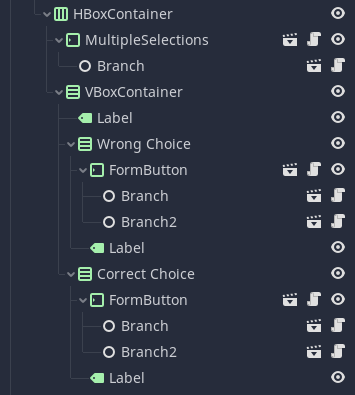 HBoxContainer
MultipleSelections
Branch
VBoxContainer
Label
Wrong Choice
FormButton
Branch
Branch2
Label
Correct Choice
FormButton
Branch
Branch2
Label